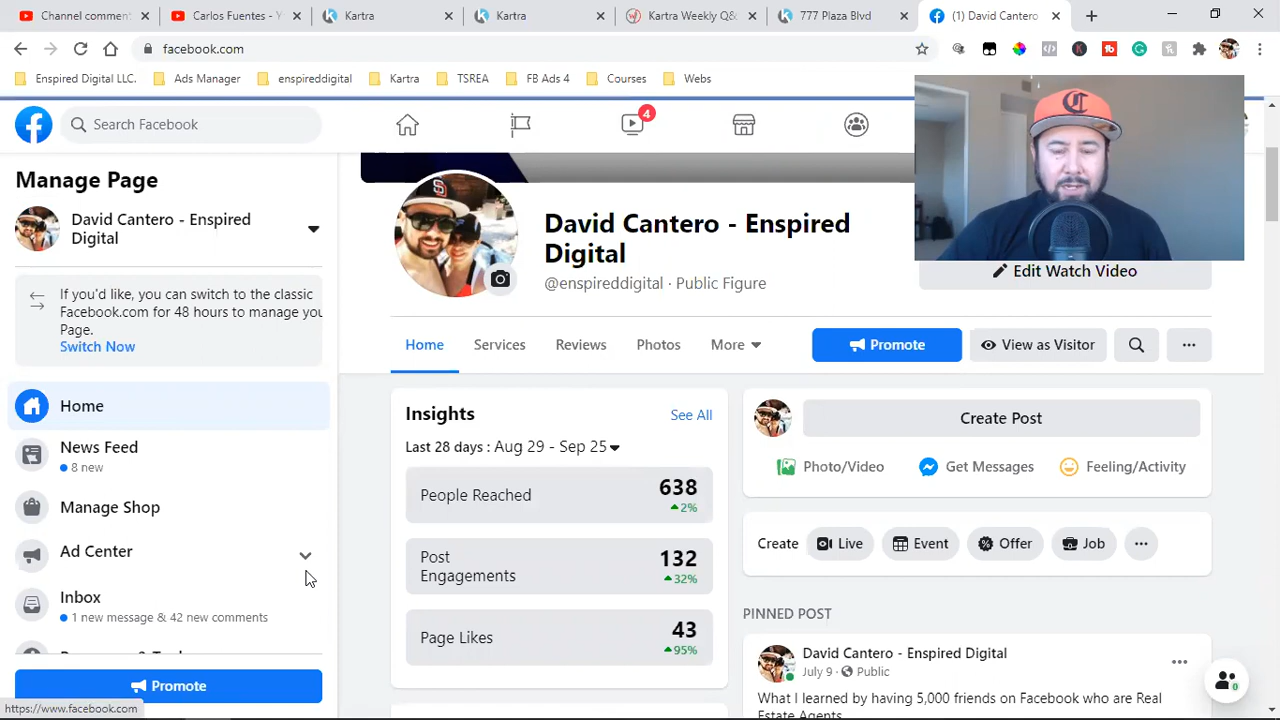 Channel comment
Carlos Fuentes - Y
Kartra
Kartra
Kartra Weekly Q&
777 Plaza Blvd
(1) David Cantero
facebook.com
Enspired Digital LLC.
Ads Manager
enspireddigital
Kartra
TSREA
FB Ads 4
Courses
Webs
Search Facebook
4
Manage Page
David Cantero - Enspired
Digital
If you'd like, you can switch to the classic
Facebook.com for 48 hours to manage you
Page.
Switch Now
Home
News Feed
8 new
Manage Shop
Ad Center
Inbox
1 new message & 42 new comments
Promote
https://www.facebook.com
David Cantero - Enspired
Digital
@enspireddigital · Public Figure
Edit Watch Video
Home
Services
Reviews
Photos
More
Promote
View as Visitor
Insights
See All
Last 28 days : Aug 29 - Sep 25
People Reached
638
2%
Post
Engagements
132
32%
Page Likes
43
95%
Create Post
Photo/Video
Get Messages
Feeling/Activity
Create
Live
Event
Offer
Job
PINNED POST
David Cantero - Enspired Digital
July 9 · Public
What I learned by having 5,000 friends on Facebook who are Real
Estate Agents